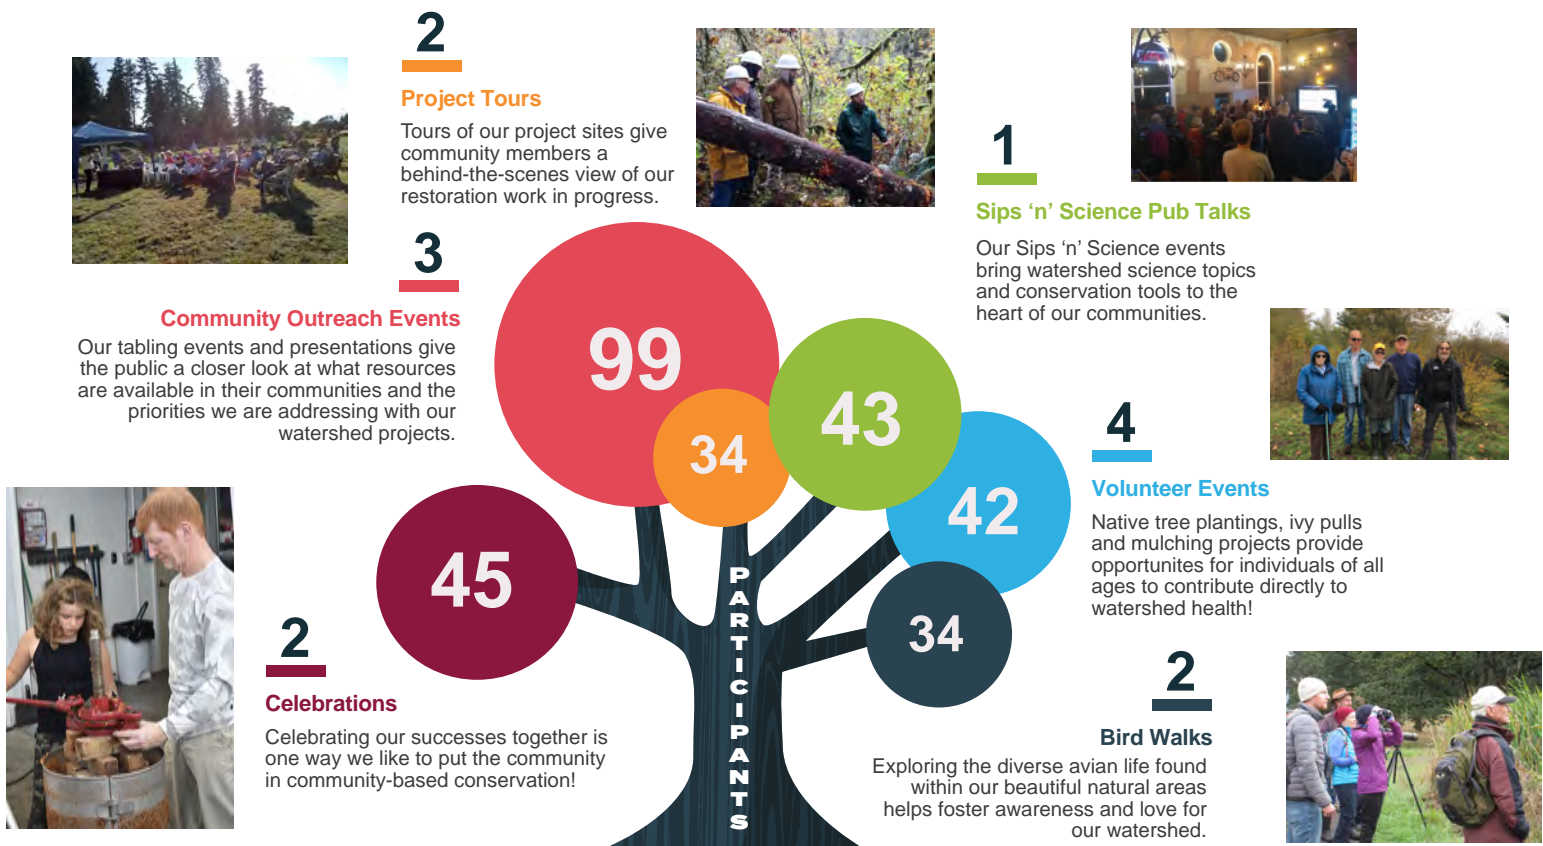 2
Project Tours
Tours of our project sites give
community members a
behind-the-scenes view of our
restoration work in progress.
1
Sips ‘n’ Science Pub Talks
Our Sips ‘n’ Science events
bring watershed science topics
and conservation tools to the
heart of our communities.
3
Community Outreach Events
Our tabling events and presentations give
the public a closer look at what resources
are available in their communities and the
priorities we are addressing with our
watershed projects.
99
34
43
42
45
34
PARTICIPANTS
4
Volunteer Events
Native tree plantings, ivy pulls
and mulching projects provide
opportunites for individuals of all
ages to contribute directly to
watershed health!
2
Celebrations
Celebrating our successes together is
one way we like to put the community
in community-based conservation!
2
Bird Walks
Exploring the diverse avian life found
within our beautiful natural areas
helps foster awareness and love for
our watershed.